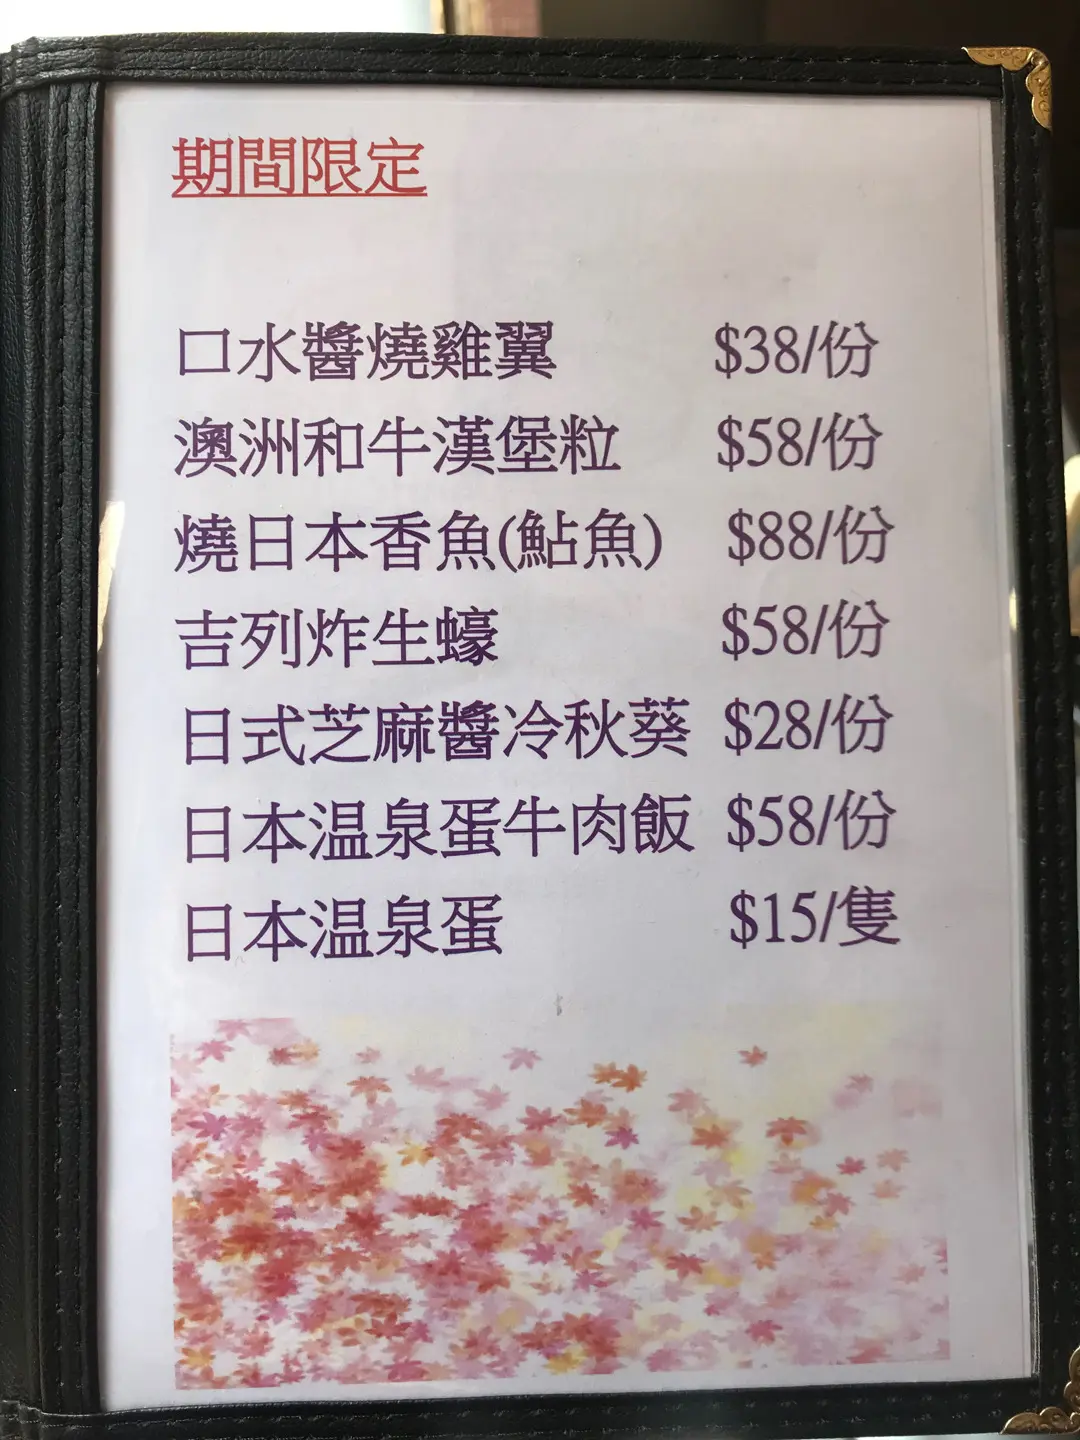 期間限定
口水醬燒雞翼 $38/份
澳洲和牛漢堡粒 $58/份
燒日本香魚(鮎魚) $88/份
吉列炸生蠔 $58/份
日式芝麻醬冷秋葵 $28/份
日本温泉蛋牛肉飯 $58/份
日本温泉蛋 $15/隻